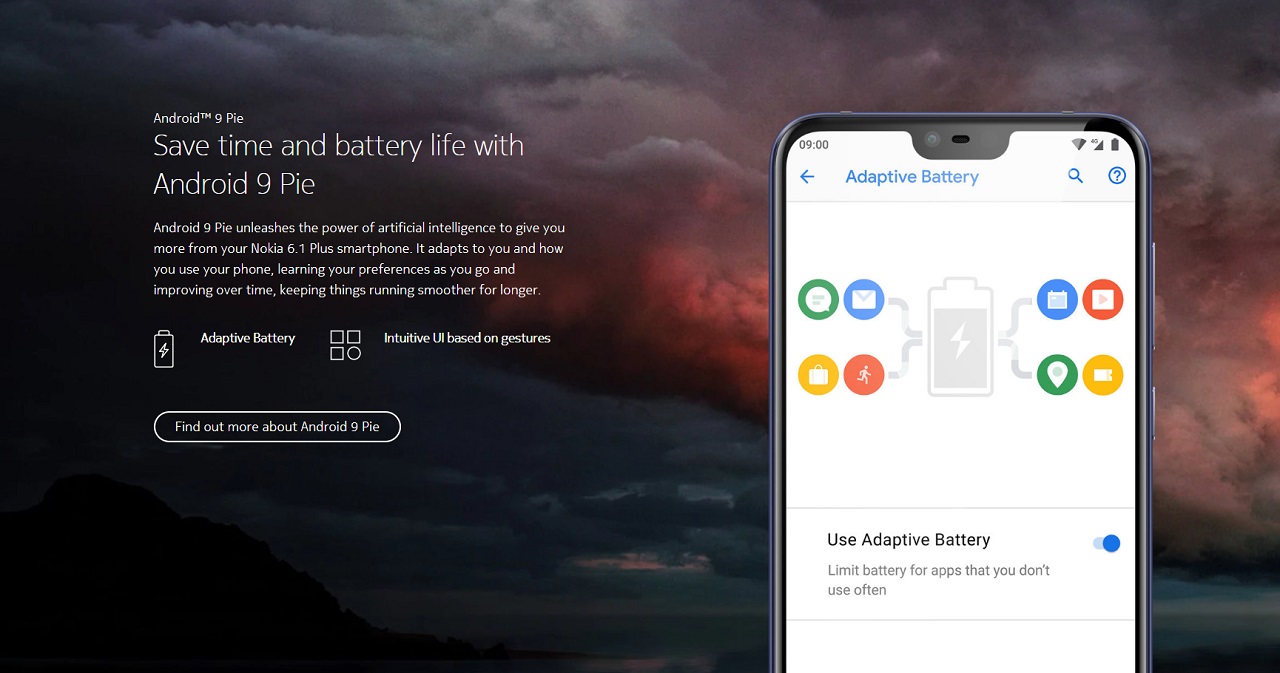 Android™ 9 Pie
Save time and battery life with
Android 9 Pie
Android 9 Pie unleashes the power of artificial intelligence to give you
more from your Nokia 6.1 Plus smartphone. It adapts to you and how
you use your phone, learning your preferences as you go and
improving over time, keeping things running smoother for longer.
Adaptive Battery
Intuitive UI based on gestures
Find out more about Android 9 Pie
09:00
4G
Adaptive Battery
Use Adaptive Battery
Limit battery for apps that you don’t
use often